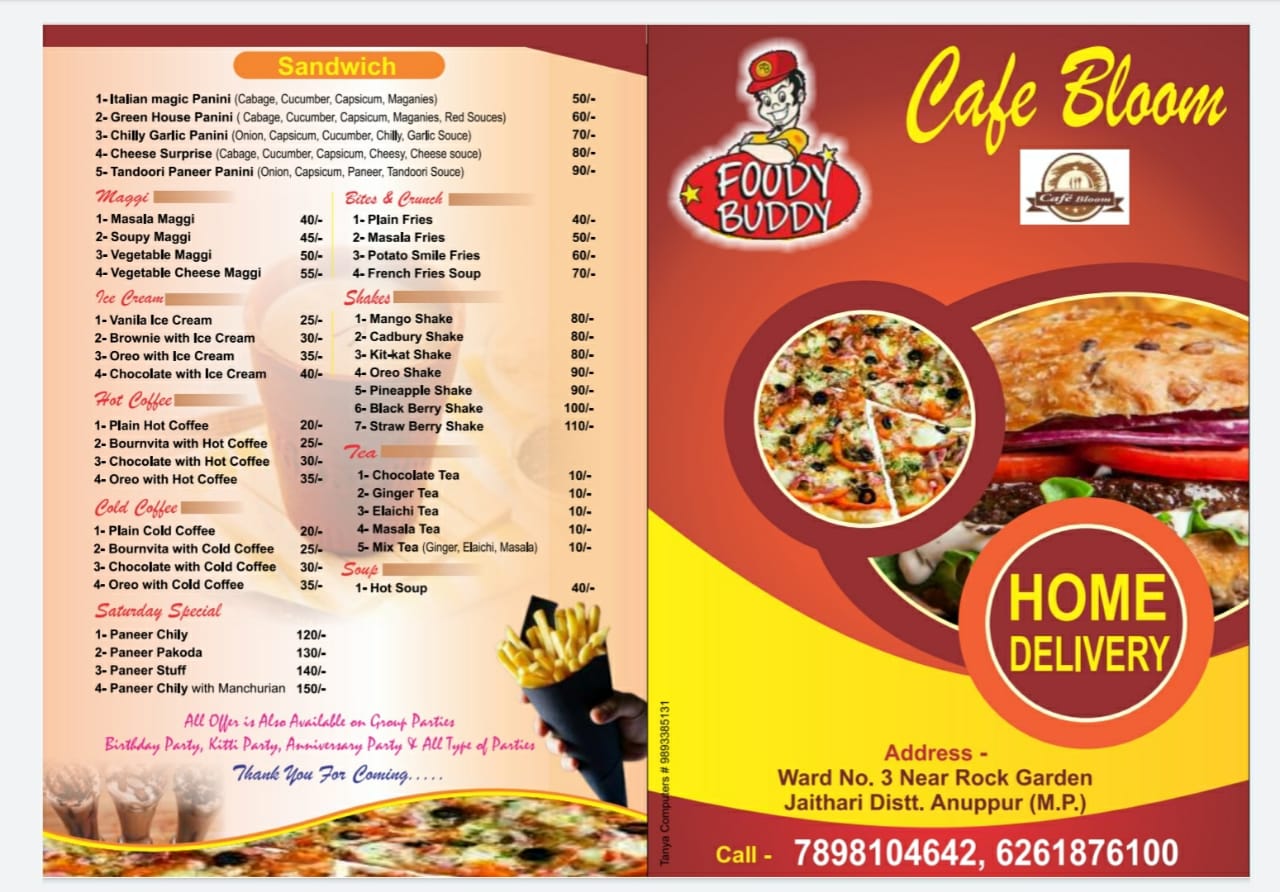 Sandwich
1- Italian magic Panini (Cabage, Cucumber, Capsicum, Maganies) 50/-
2- Green House Panini ( Cabage, Cucumber, Capsicum, Maganies, Red Souces) 60/-
3- Chilly Garlic Panini (Onion, Capsicum, Cucumber, Chilly, Garlic Souce) 70/-
4- Cheese Surprise (Cabage, Cucumber, Capsicum, Cheesy, Cheese souce) 80/-
5- Tandoori Paneer Panini (Onion, Capsicum, Paneer, Tandoori Souce) 90/-
Maggi
1- Masala Maggi 40/-
2- Soupy Maggi 45/-
3- Vegetable Maggi 50/-
4- Vegetable Cheese Maggi 55/-
Ice Cream
1- Vanila Ice Cream 25/-
2- Brownie with Ice Cream 30/-
3- Oreo with Ice Cream 35/-
4- Chocolate with Ice Cream 40/-
Hot Coffee
1- Plain Hot Coffee 20/-
2- Bournvita with Hot Coffee 25/-
3- Chocolate with Hot Coffee 30/-
4- Oreo with Hot Coffee 35/-
Cold Coffee
1- Plain Cold Coffee 20/-
2- Bournvita with Cold Coffee 25/-
3- Chocolate with Cold Coffee 30/-
4- Oreo with Cold Coffee 35/-
Saturday Special
1- Paneer Chily 120/-
2- Paneer Pakoda 130/-
3- Paneer Stuff 140/-
4- Paneer Chily with Manchurian 150/-
Bites & Crunch
1- Plain Fries 40/-
2- Masala Fries 50/-
3- Potato Smile Fries 60/-
4- French Fries Soup 70/-
Shakes
1- Mango Shake 80/-
2- Cadbury Shake 80/-
3- Kit-kat Shake 80/-
4- Oreo Shake 90/-
5- Pineapple Shake 90/-
6- Black Berry Shake 100/-
7- Straw Berry Shake 110/-
Tea
1- Chocolate Tea 10/-
2- Ginger Tea 10/-
3- Elaichi Tea 10/-
4- Masala Tea 10/-
5- Mix Tea (Ginger, Elaichi, Masala) 10/-
Soup
1- Hot Soup 40/-
All Offer is Also Available on Group Parties
Birthday Party, Kitti Party, Anniversary Party & All Type of Parties
Thank You For Coming.....
Cafe Bloom
FOODY
BUDDY
Café Bloom
HOME
DELIVERY
Address -
Ward No. 3 Near Rock Garden
Jaithari Distt. Anuppur (M.P.)
Call - 7898104642, 6261876100
Tanya Computers # 9893385131